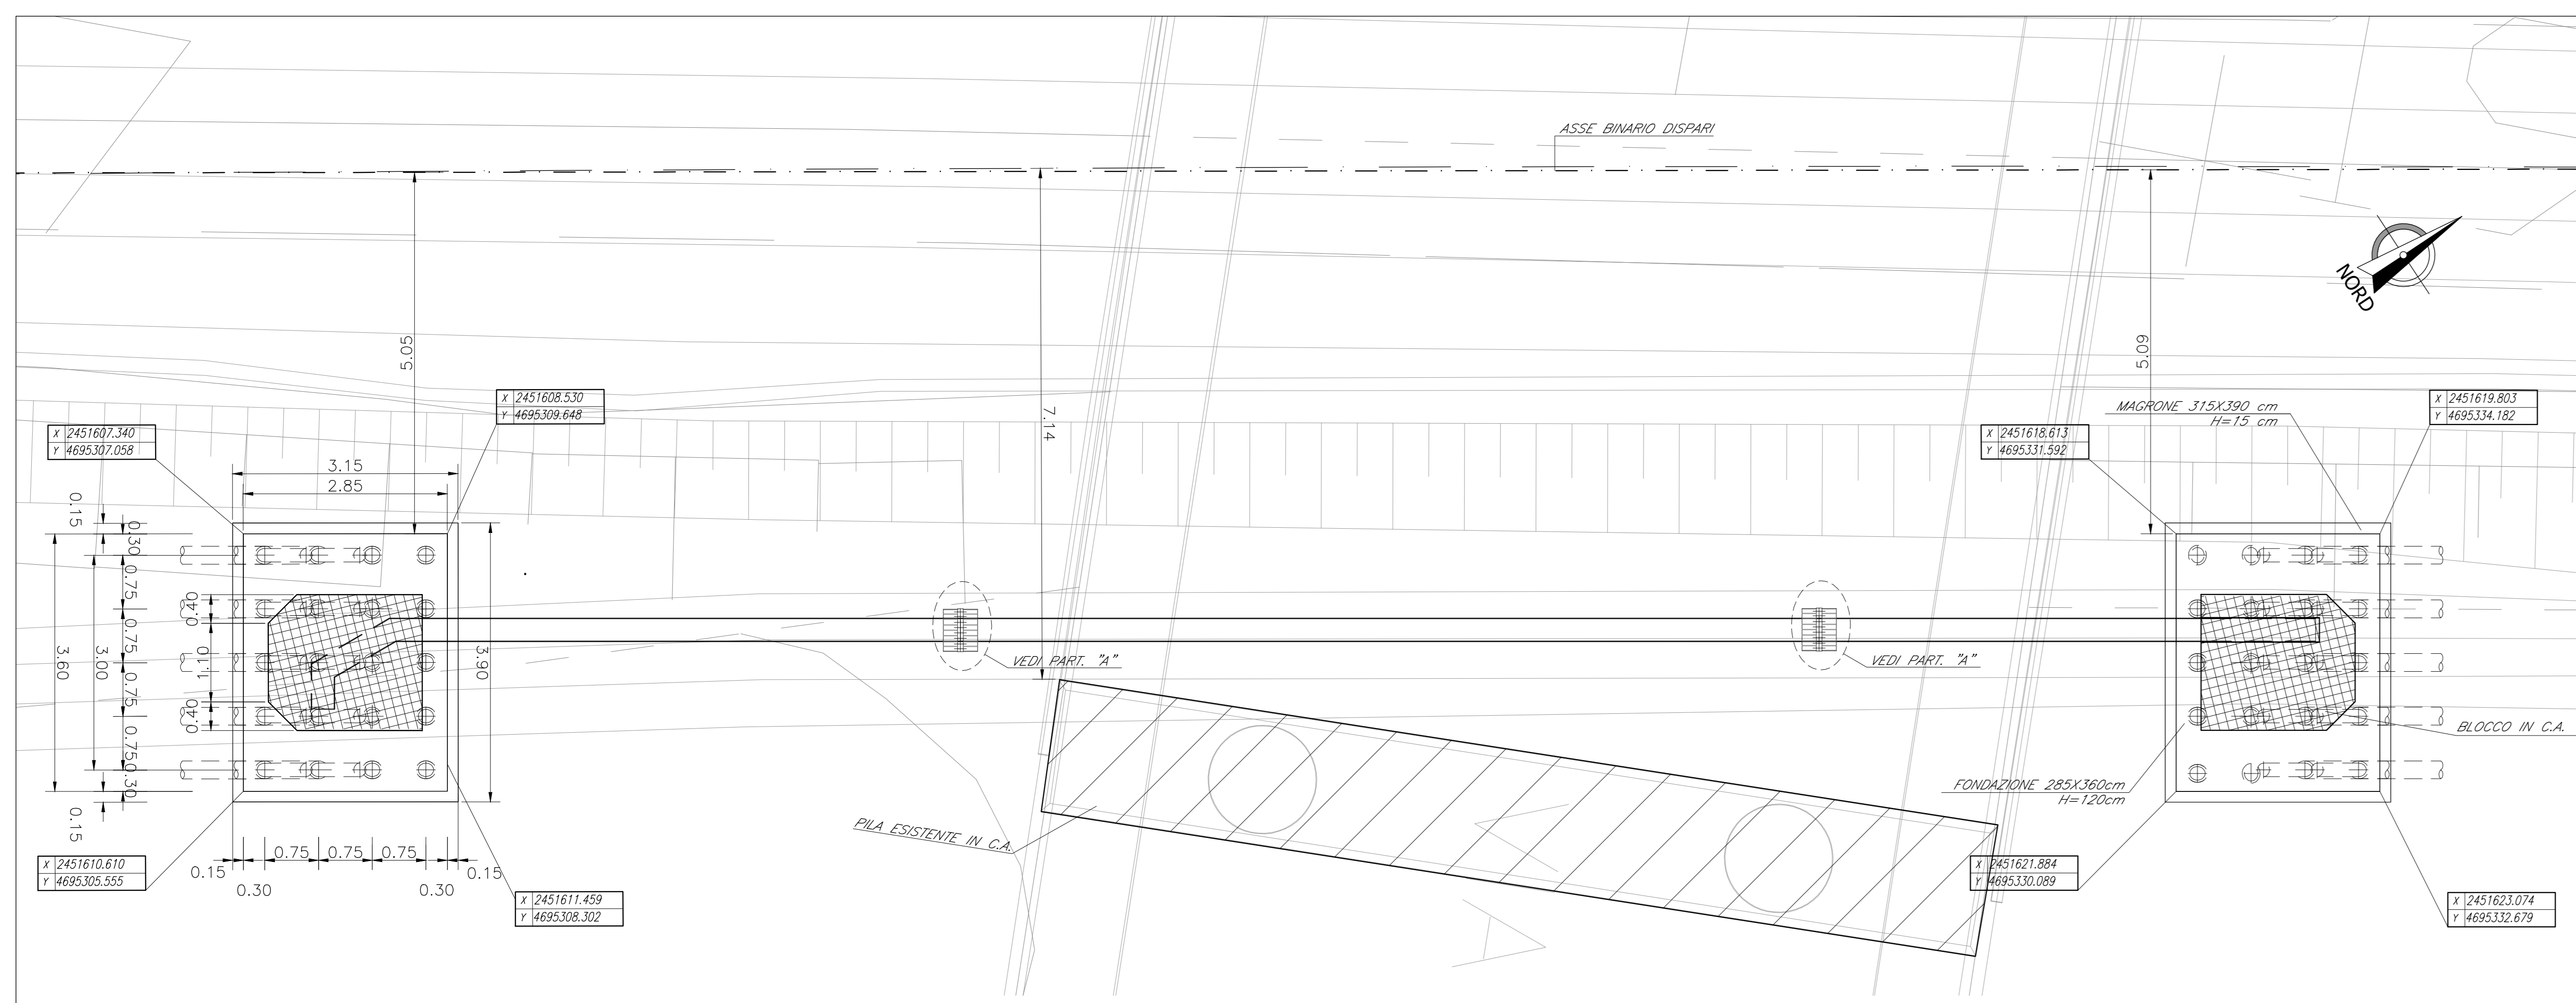 ASSE BINARIO DISPARI
NORD
5.05
7.14
5.09
X 2451608.530
Y 4695309.648
X 2451607.340
Y 4695307.058
MAGRONE 315X390 cm
H=15 cm
X 2451619.803
Y 4695334.182
X 2451618.613
Y 4695331.592
3.15
2.85
0.15
0.30
0.75
0.75
0.75
0.75
0.30
0.15
3.60
3.00
0.40
1.10
0.40
3.90
VEDI PART. "A"
VEDI PART. "A"
BLOCCO IN C.A.
FONDAZIONE 285X360cm
H=120cm
PILA ESISTENTE IN C.A.
0.75 0.75 0.75
0.15
0.15
0.30
0.30
X 2451610.610
Y 4695305.555
X 2451621.884
Y 4695330.089
X 2451611.459
Y 4695308.302
X 2451623.074
Y 4695332.679